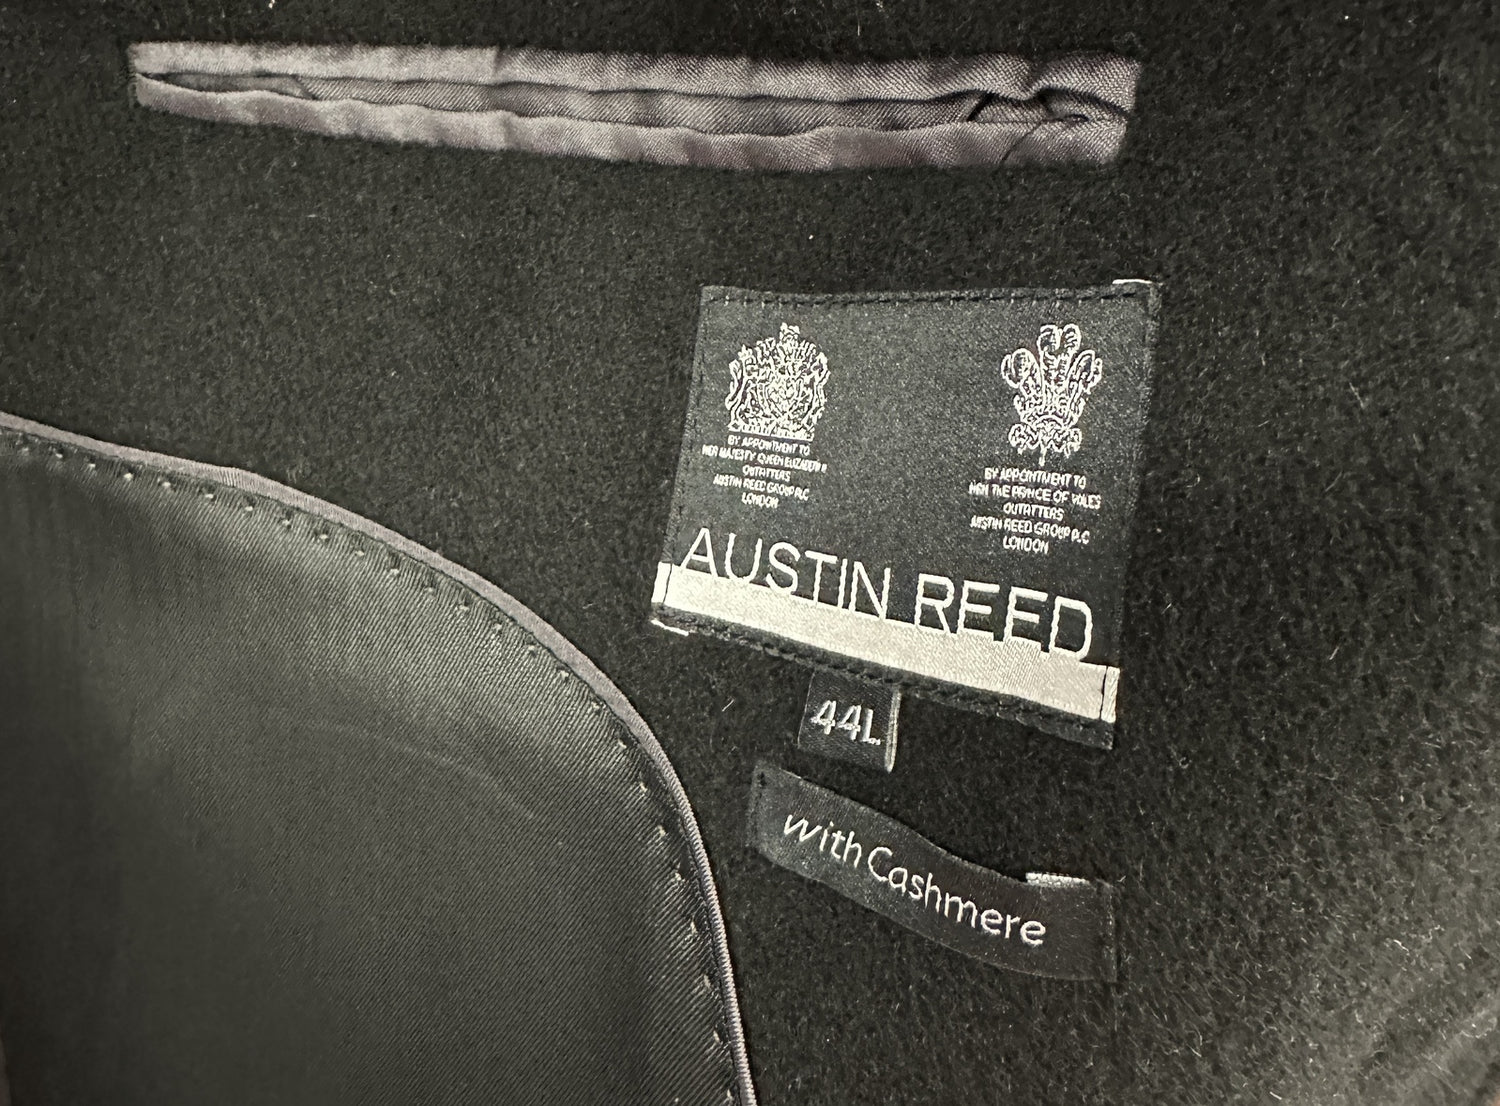 BY APPOINTMENT TO
HER MAJESTY QUEEN ELIZABETH II
OUTFITTERS
AUSTIN REED GROUP PLC
LONDON
BY APPOINTMENT TO
HRH THE PRINCE OF WALES
OUTFITTERS
AUSTIN REED GROUP PLC
LONDON
AUSTIN REED
44L
with Cashmere